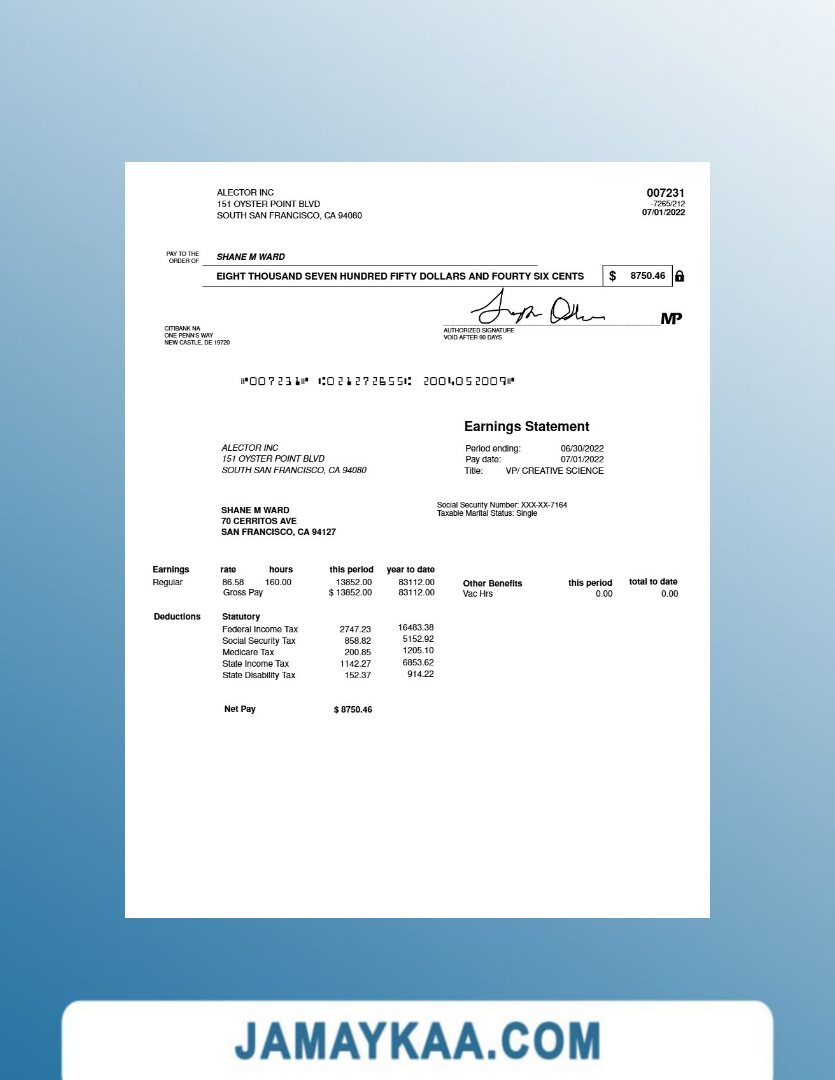 ALECTOR INC
151 OYSTER POINT BLVD
SOUTH SAN FRANCISCO, CA 94080
007231
-7265/212
07/01/2022
PAY TO THE
ORDER OF
SHANE M WARD
EIGHT THOUSAND SEVEN HUNDRED FIFTY DOLLARS AND FOURTY SIX CENTS $ 8750.46
MP
AUTHORIZED SIGNATURE
VOID AFTER 90 DAYS
CITIBANK NA
ONE PENN'S WAY
NEW CASTLE, DE 19720
⑈007231⑈ ⑆021272655⑆ 2004052009⑈
Earnings Statement
ALECTOR INC
151 OYSTER POINT BLVD
SOUTH SAN FRANCISCO, CA 94080
Period ending: 06/30/2022
Pay date: 07/01/2022
Title: VP/ CREATIVE SCIENCE
SHANE M WARD
70 CERRITOS AVE
SAN FRANCISCO, CA 94127
Social Security Number: XXX-XX-7164
Taxable Marital Status: Single
Earnings rate hours this period year to date
Regular 86.58 160.00 13852.00 83112.00
Gross Pay $ 13852.00 83112.00
Other Benefits this period total to date
Vac Hrs 0.00 0.00
Deductions Statutory
Federal Income Tax 2747.23 16483.38
Social Security Tax 858.82 5152.92
Medicare Tax 200.85 1205.10
State Income Tax 1142.27 6853.62
State Disability Tax 152.37 914.22
Net Pay $ 8750.46
JAMAYKAA.COM